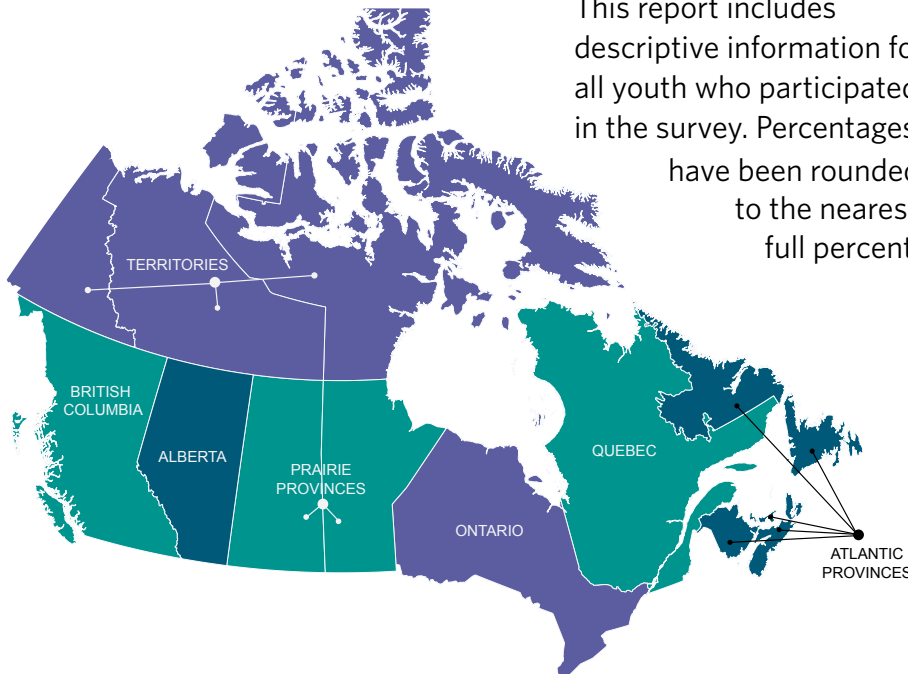 This report includes
descriptive information fo
all youth who participated
in the survey. Percentages
have been rounded
to the neares
full percent
TERRITORIES
BRITISH
COLUMBIA
ALBERTA
PRAIRIE
PROVINCES
ONTARIO
QUEBEC
ATLANTIC
PROVINCES